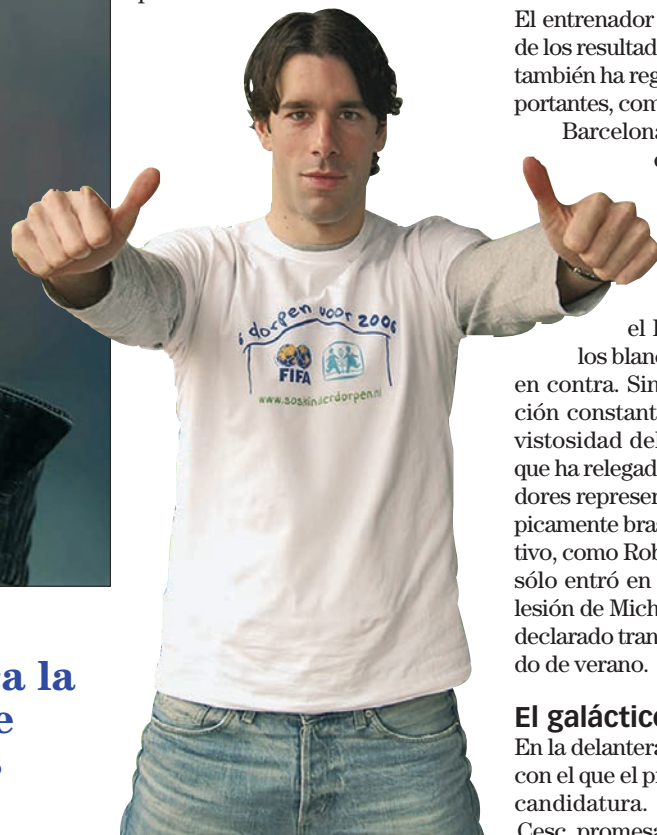 El entrenador
de los resultad
también ha reg
portantes, com
Barcelona
dorpen voor 2006
FIFA
www.soskinderdorpen.nl
el
los blanc
en contra. Sin
ción constant
vistosidad del
que ha relegad
dores represen
picamente bras
tivo, como Rob
sólo entró en
lesión de Mich
declarado tran
do de verano.
a la
e
El galáctico
En la delantera
con el que el p
candidatura.
Cesc, promesa